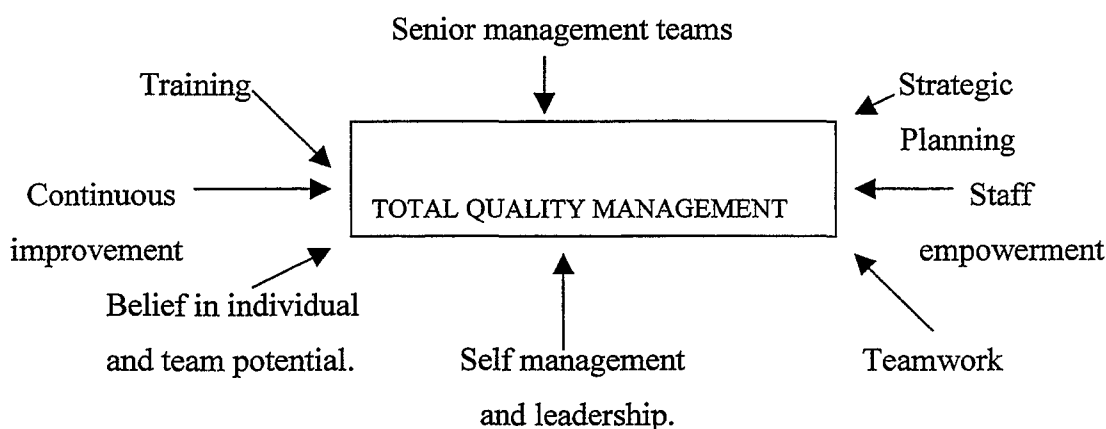 Senior management teams
Training
Strategic
Planning
Continuous
improvement
TOTAL QUALITY MANAGEMENT
Staff
empowerment
Belief in individual
and team potential.
Self management
and leadership.
Teamwork